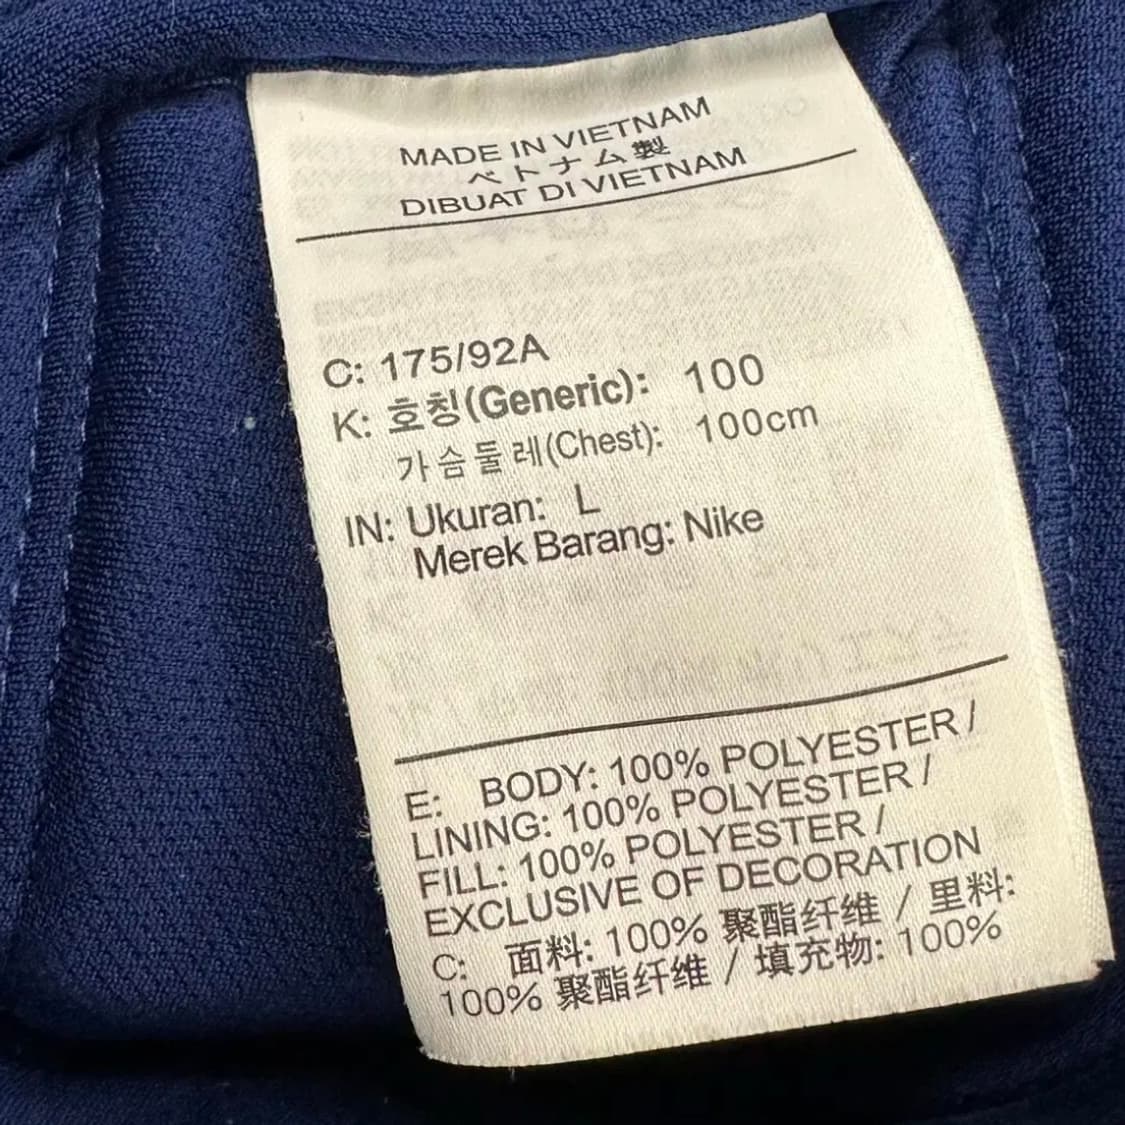 MADE IN VIETNAM
ベトナム製
DIBUAT DI VIETNAM
C: 175/92A
K: 호칭(Generic): 100
가슴둘레(Chest): 100cm
IN: Ukuran: L
Merek Barang: Nike
E: BODY: 100% POLYESTER /
LINING: 100% POLYESTER /
FILL: 100% POLYESTER /
EXCLUSIVE OF DECORATION
C: 面料: 100% 聚酯纤维 / 里料:
100% 聚酯纤维 / 填充物: 100%